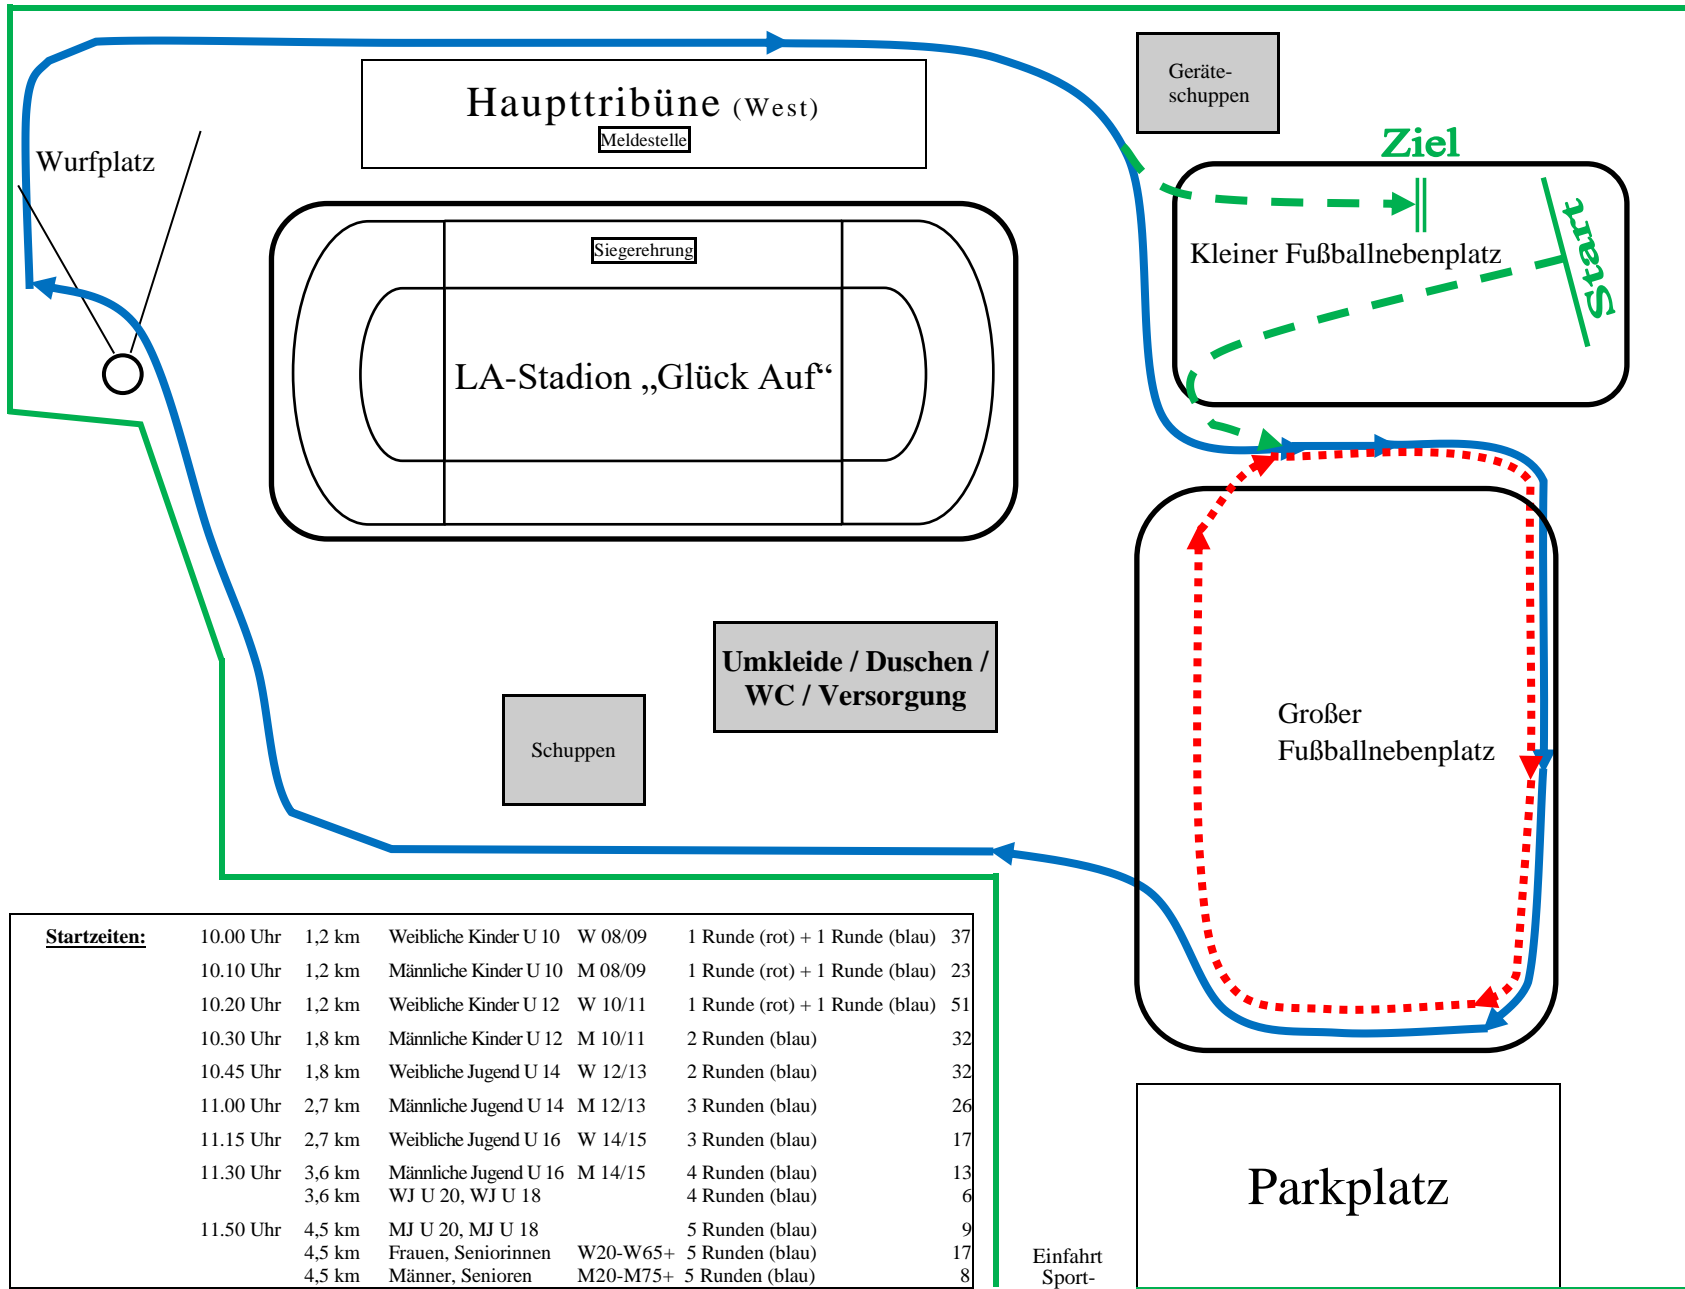 Geräte-
schuppen
Haupttribüne (West)
Meldestelle
Ziel
Wurfplatz
Start
Siegerehrung
Kleiner Fußballnebenplatz
LA-Stadion „Glück Auf“
Umkleide / Duschen /
WC / Versorgung
Schuppen
Großer
Fußballnebenplatz
Startzeiten: 10.00 Uhr 1,2 km Weibliche Kinder U 10 W 08/09 1 Runde (rot) + 1 Runde (blau) 37
10.10 Uhr 1,2 km Männliche Kinder U 10 M 08/09 1 Runde (rot) + 1 Runde (blau) 23
10.20 Uhr 1,2 km Weibliche Kinder U 12 W 10/11 1 Runde (rot) + 1 Runde (blau) 51
10.30 Uhr 1,8 km Männliche Kinder U 12 M 10/11 2 Runden (blau) 32
10.45 Uhr 1,8 km Weibliche Jugend U 14 W 12/13 2 Runden (blau) 32
11.00 Uhr 2,7 km Männliche Jugend U 14 M 12/13 3 Runden (blau) 26
11.15 Uhr 2,7 km Weibliche Jugend U 16 W 14/15 3 Runden (blau) 17
11.30 Uhr 3,6 km Männliche Jugend U 16 M 14/15 4 Runden (blau) 13
3,6 km WJ U 20, WJ U 18 4 Runden (blau) 6
11.50 Uhr 4,5 km MJ U 20, MJ U 18 5 Runden (blau) 9
4,5 km Frauen, Seniorinnen W20-W65+ 5 Runden (blau) 17
4,5 km Männer, Senioren M20-M75+ 5 Runden (blau) 8
Parkplatz
Einfahrt
Sport-